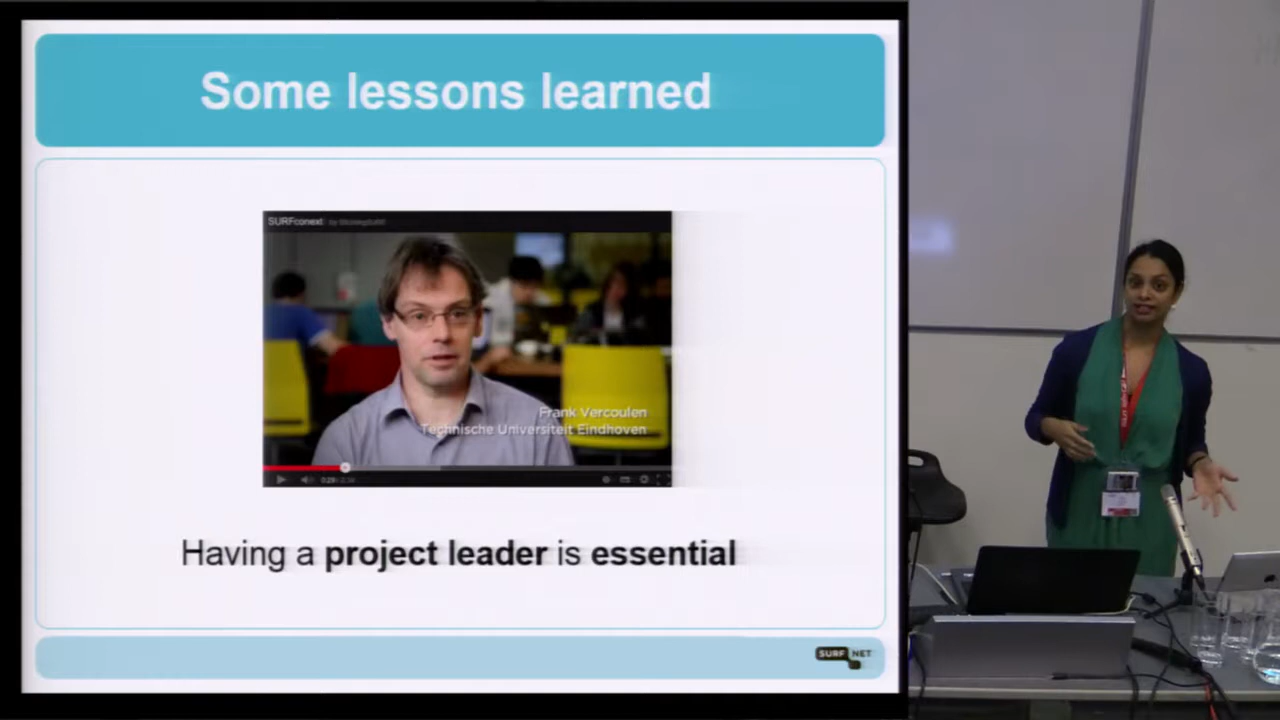 Some lessons learned
SURFconext
Frank Vercoulen
Technische Universiteit Eindhoven
Having a project leader is essential
SURF NET